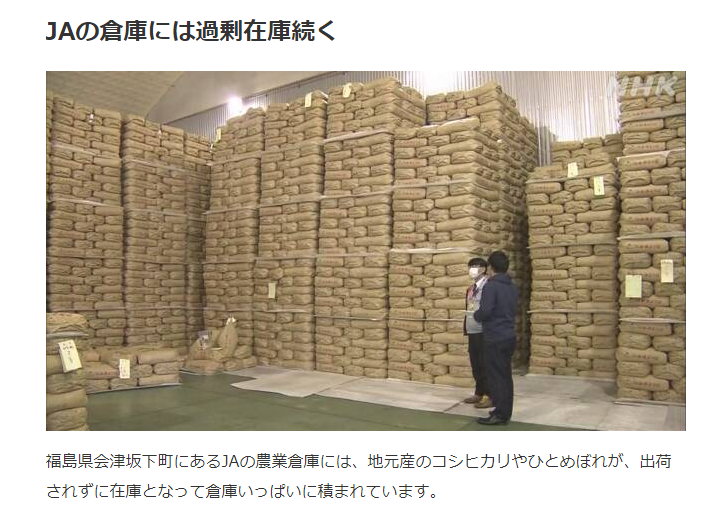 JAの倉庫には過剰在庫続く
NHK
福島県会津坂下町にあるJAの農業倉庫には、地元産のコシヒカリやひとめぼれが、出荷
されずに在庫となって倉庫いっぱいに積まれています。